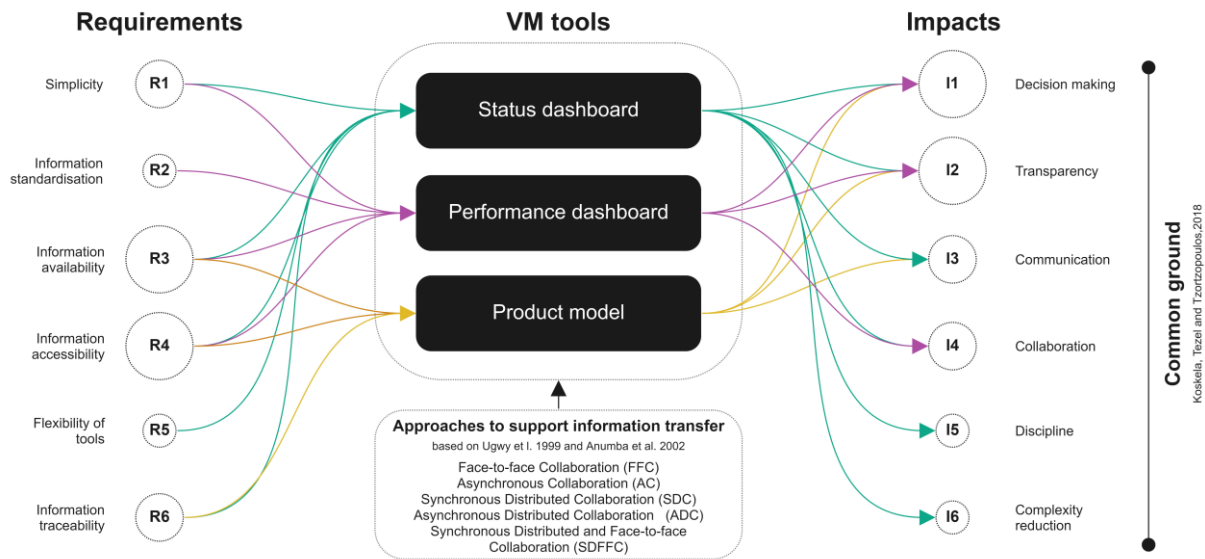 Requirements
VM tools
Impacts
Simplicity
R1
Status dashboard
I1
Decision making
Information
standardisation
R2
Performance dashboard
I2
Transparency
Information
availability
R3
Product model
I3
Communication
Information
accessibility
R4
I4
Collaboration
Flexibility of
tools
R5
I5
Discipline
Information
traceability
R6
I6
Complexity
reduction
Approaches to support information transfer
based on Ugwy et l. 1999 and Anumba et al. 2002
Face-to-face Collaboration (FFC)
Asynchronous Collaboration (AC)
Synchronous Distributed Collaboration (SDC)
Asynchronous Distributed Collaboration (ADC)
Synchronous Distributed and Face-to-face
Collaboration (SDFFC)
Common ground
Koskela, Tezel and Tzortzopoulos,2018